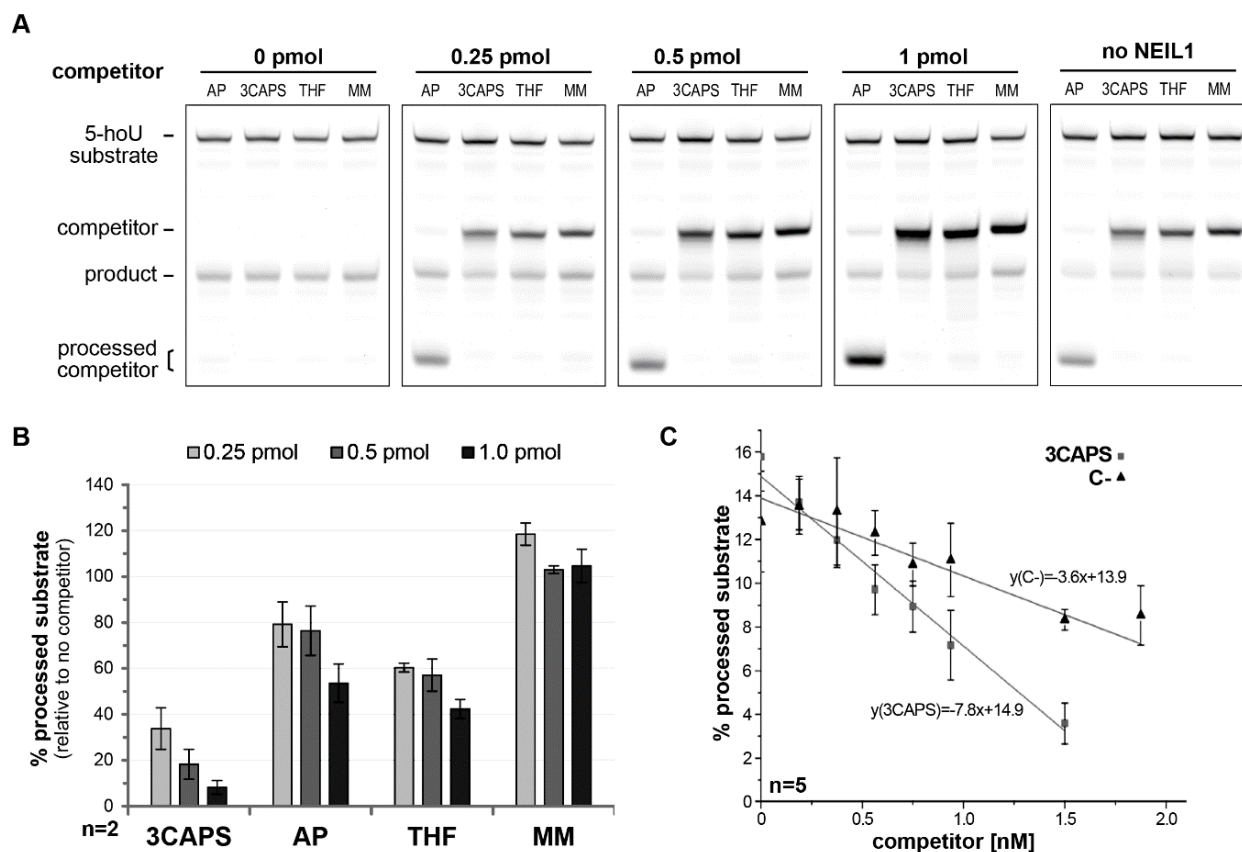 A
competitor
0 pmol
0.25 pmol
0.5 pmol
1 pmol
no NEIL1
AP 3CAPS THF MM
AP 3CAPS THF MM
AP 3CAPS THF MM
AP 3CAPS THF MM
AP 3CAPS THF MM
5-hoU
substrate
competitor
product
processed
competitor
B
0.25 pmol 0.5 pmol 1.0 pmol
% processed substrate
(relative to no competitor)
140
120
100
80
60
40
20
0
n=2
3CAPS AP THF MM
C
3CAPS
C-
% processed substrate
16
14
12
10
8
6
4
2
0
y(C-)=-3.6x+13.9
y(3CAPS)=-7.8x+14.9
n=5
0 0.5 1.0 1.5 2.0
competitor [nM]